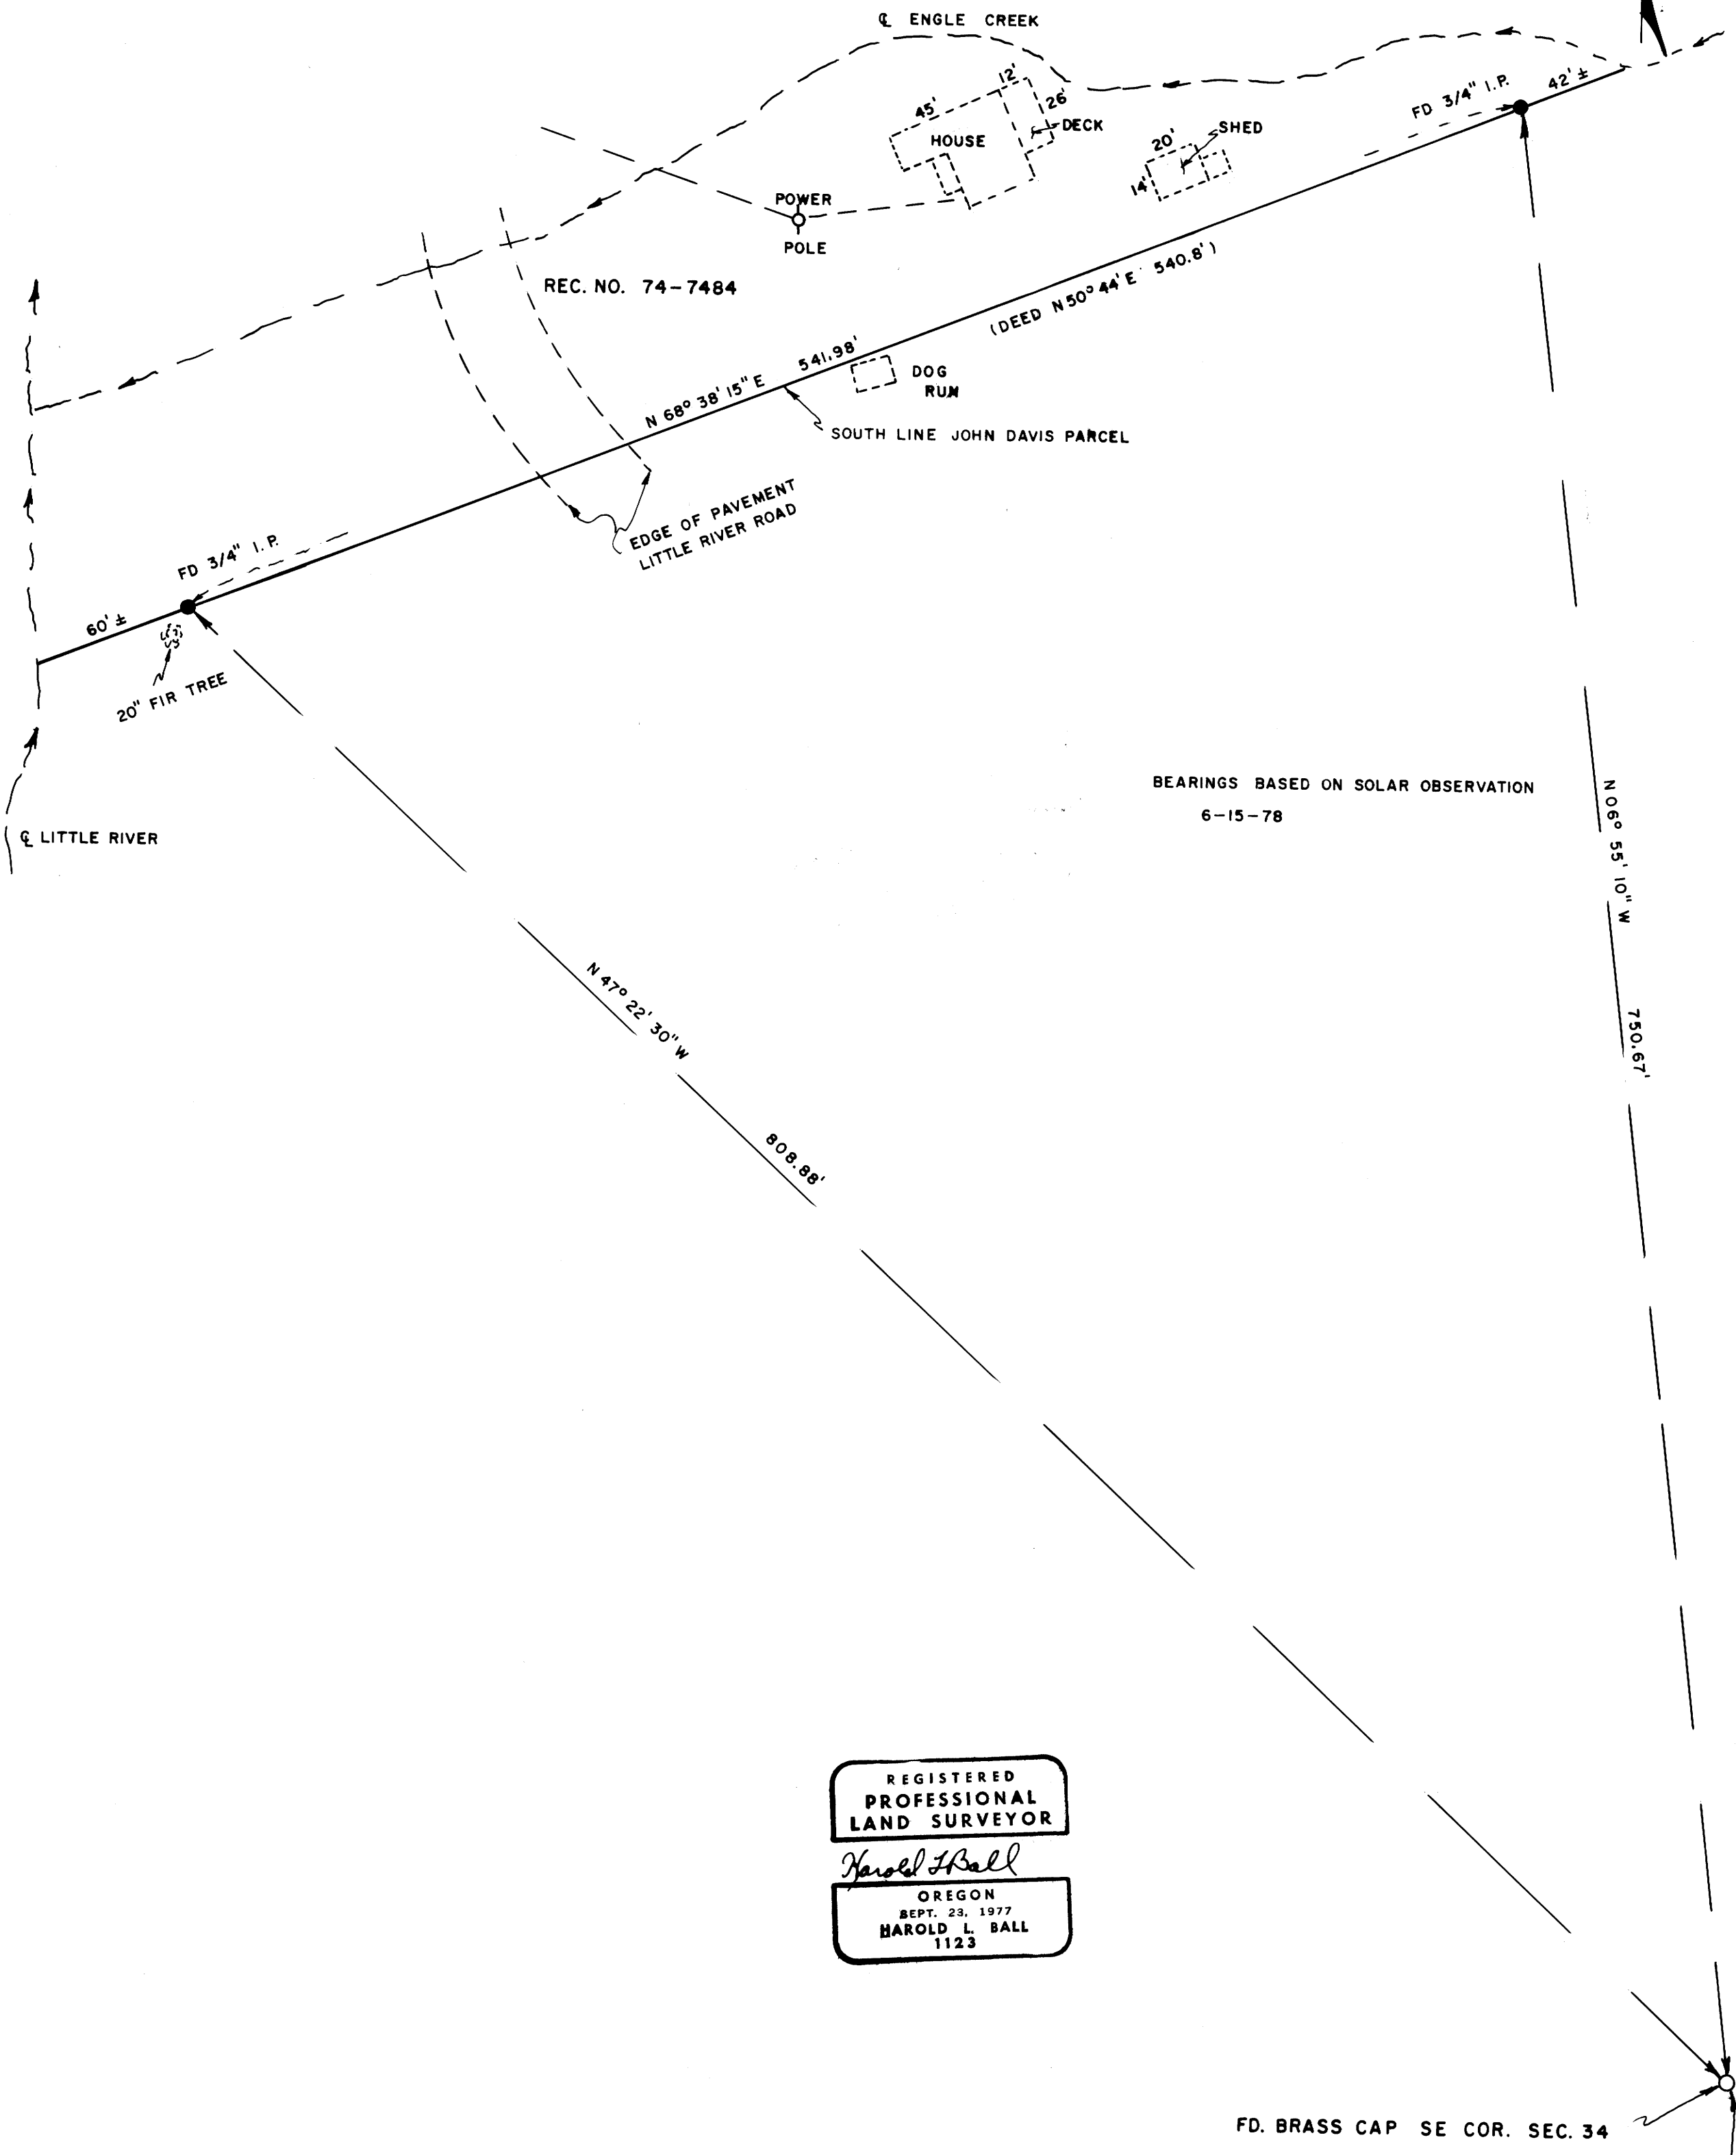 ℄ ENGLE CREEK
12'
45'
26'
HOUSE
DECK
20'
SHED
14'
FD 3/4" I.P.
42' ±
POWER
POLE
REC. NO. 74-7484
(DEED N 50° 44' E 540.8')
N 68° 38' 15" E 541.98'
DOG
RUN
SOUTH LINE JOHN DAVIS PARCEL
EDGE OF PAVEMENT
LITTLE RIVER ROAD
FD 3/4" I.P.
60' ±
20" FIR TREE
℄ LITTLE RIVER
BEARINGS BASED ON SOLAR OBSERVATION
6-15-78
N 06° 55' 10" W 750.67'
N 47° 22' 30" W 808.88'
REGISTERED
PROFESSIONAL
LAND SURVEYOR
Harold L Ball
OREGON
SEPT. 23, 1977
HAROLD L. BALL
1123
FD. BRASS CAP SE COR. SEC. 34